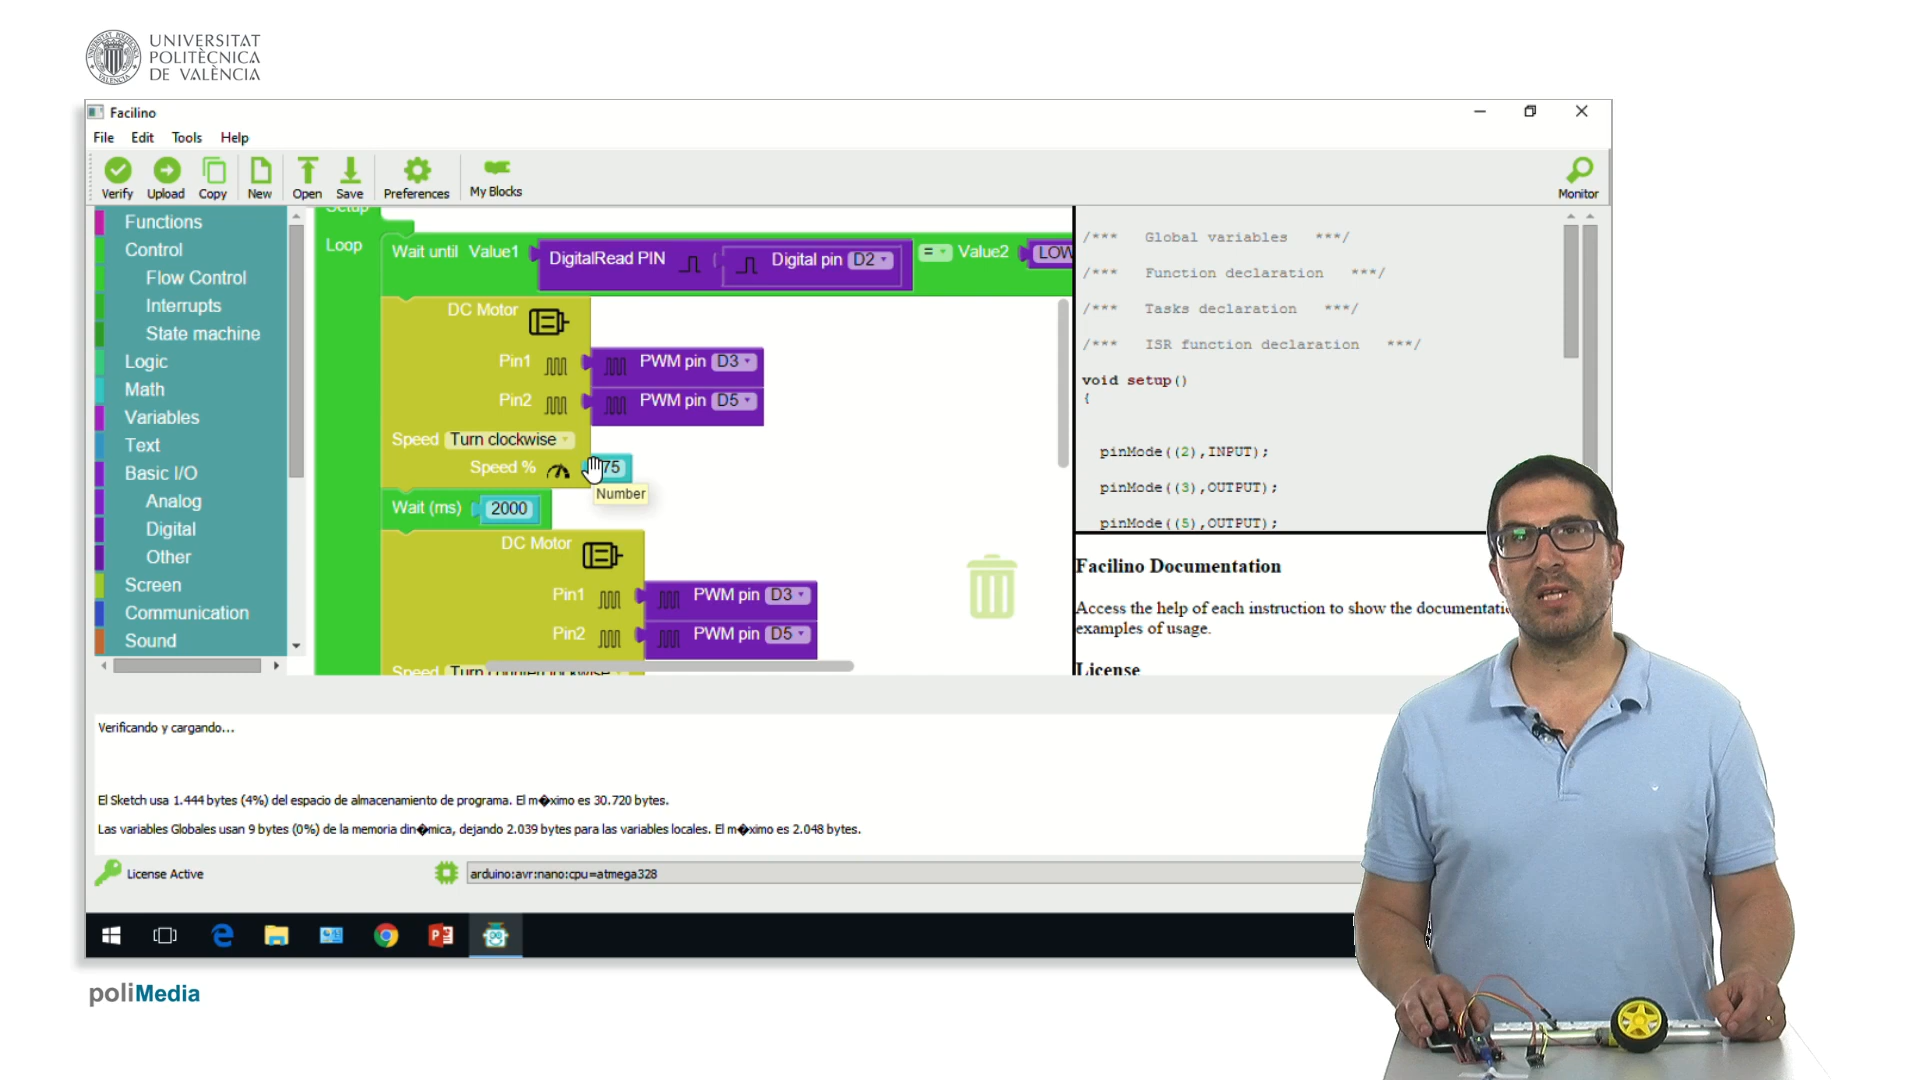 UNIVERSITAT
POLITÈCNICA
DE VALÈNCIA
Facilino
File Edit Tools Help
Verify Upload Copy New Open Save Preferences My Blocks Monitor
Functions
Control
Flow Control
Interrupts
State machine
Logic
Math
Variables
Text
Basic I/O
Analog
Digital
Other
Screen
Communication
Sound
Setup
Loop
Wait until Value1 DigitalRead PIN Digital pin D2 = Value2 LOW
DC Motor
Pin1 PWM pin D3
Pin2 PWM pin D5
Speed Turn clockwise
Speed % 75
Number
Wait (ms) 2000
DC Motor
Pin1 PWM pin D3
Pin2 PWM pin D5
Speed Turn counterclockwise
/*** Global variables ***/
/*** Function declaration ***/
/*** Tasks declaration ***/
/*** ISR function declaration ***/
void setup()
{
pinMode((2),INPUT);
pinMode((3),OUTPUT);
pinMode((5),OUTPUT);
Facilino Documentation
Access the help of each instruction to show the documentati
examples of usage.
License
Verificando y cargando...
El Sketch usa 1.444 bytes (4%) del espacio de almacenamiento de programa. El m�ximo es 30.720 bytes.
Las variables Globales usan 9 bytes (0%) de la memoria din�mica, dejando 2.039 bytes para las variables locales. El m�ximo es 2.048 bytes.
License Active
arduino:avr:nano:cpu=atmega328
poliMedia